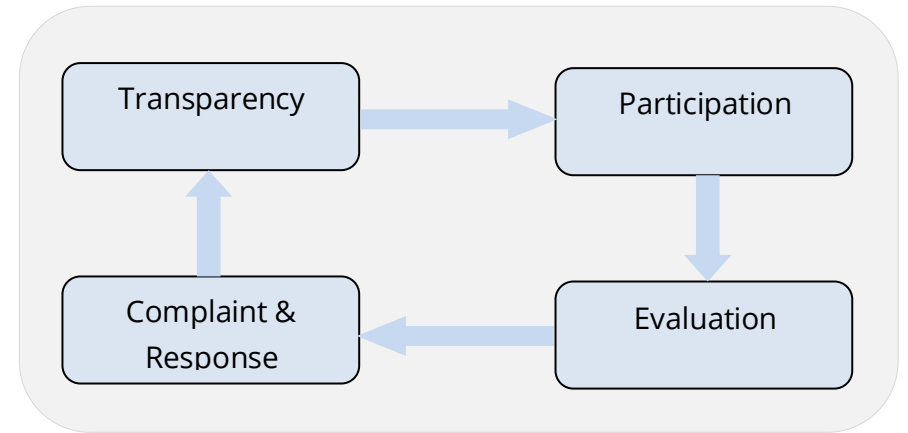 Transparency
Participation
Complaint &
Response
Evaluation